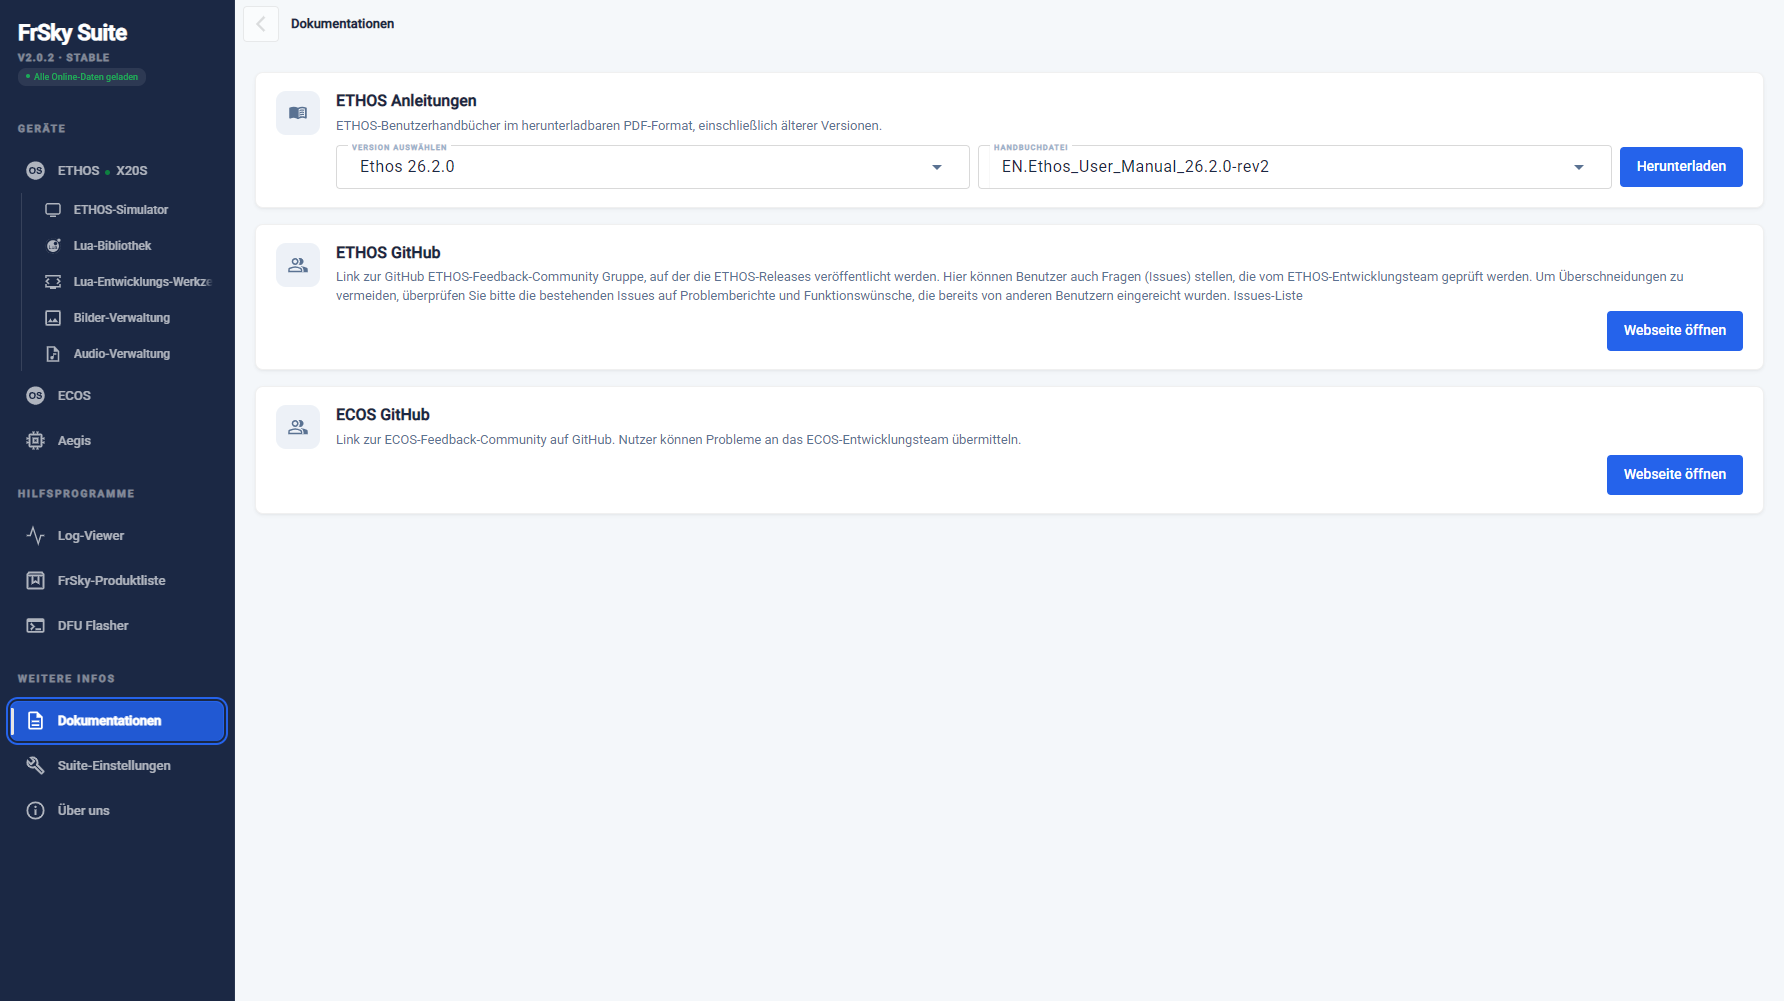 FrSky Suite
V2.0.2 · STABLE
Alle Online-Daten geladen
GERÄTE
ETHOS X20S
ETHOS-Simulator
Lua-Bibliothek
Lua-Entwicklungs-Werkze
Bilder-Verwaltung
Audio-Verwaltung
ECOS
Aegis
HILFSPROGRAMME
Log-Viewer
FrSky-Produktliste
DFU Flasher
WEITERE INFOS
Dokumentationen
Suite-Einstellungen
Über uns
Dokumentationen
ETHOS Anleitungen
ETHOS-Benutzerhandbücher im herunterladbaren PDF-Format, einschließlich älterer Versionen.
VERSION AUSWÄHLEN
Ethos 26.2.0
HANDBUCHDATEI
EN.Ethos_User_Manual_26.2.0-rev2
Herunterladen
ETHOS GitHub
Link zur GitHub ETHOS-Feedback-Community Gruppe, auf der die ETHOS-Releases veröffentlicht werden. Hier können Benutzer auch Fragen (Issues) stellen, die vom ETHOS-Entwicklungsteam geprüft werden. Um Überschneidungen zu
vermeiden, überprüfen Sie bitte die bestehenden Issues auf Problemberichte und Funktionswünsche, die bereits von anderen Benutzern eingereicht wurden. Issues-Liste
Webseite öffnen
ECOS GitHub
Link zur ECOS-Feedback-Community auf GitHub. Nutzer können Probleme an das ECOS-Entwicklungsteam übermitteln.
Webseite öffnen